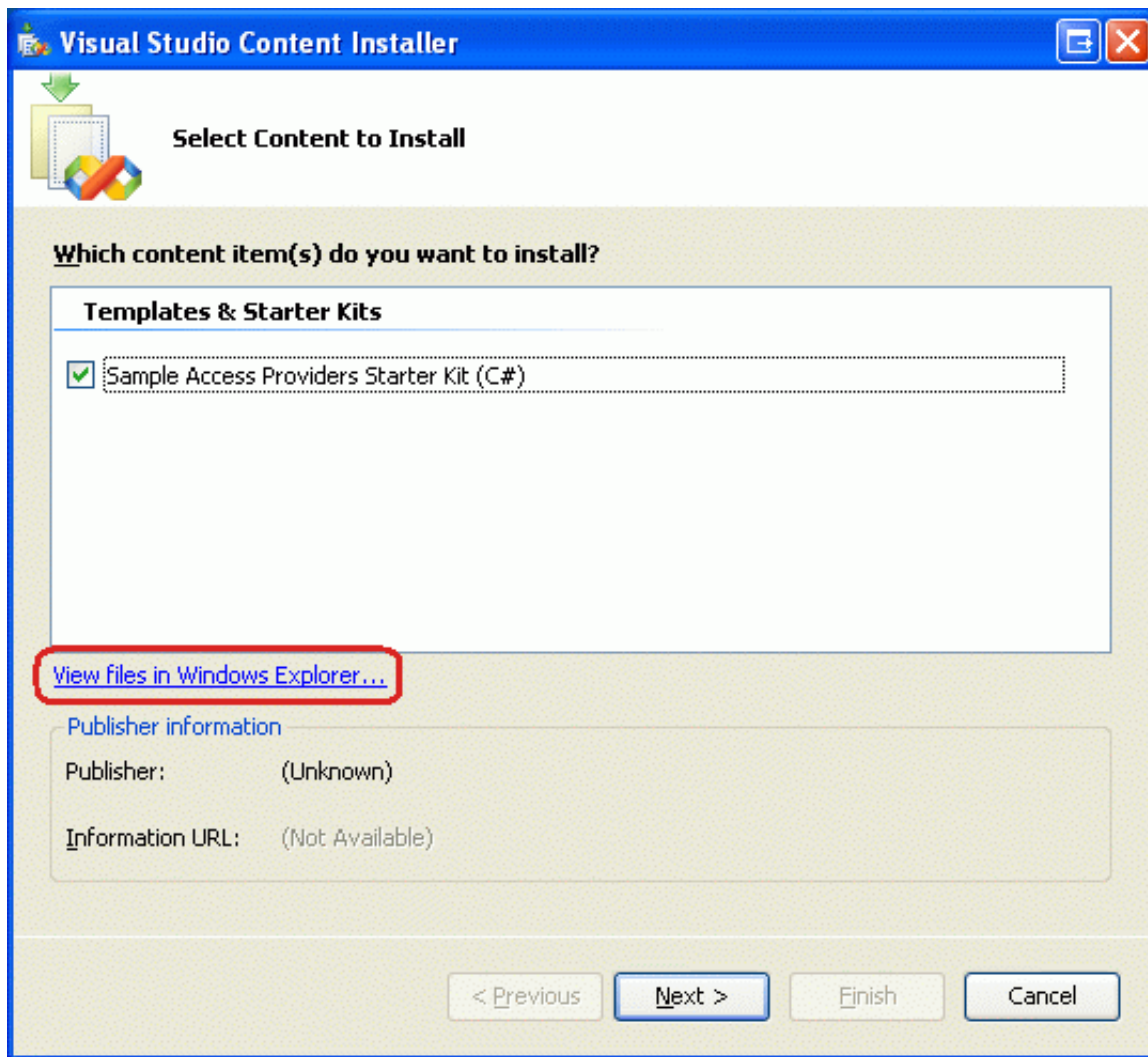 Visual Studio Content Installer
Select Content to Install
Which content item(s) do you want to install?
Templates & Starter Kits
Sample Access Providers Starter Kit (C#)
View files in Windows Explorer...
Publisher information
Publisher: (Unknown)
Information URL: (Not Available)
< Previous Next > Finish Cancel